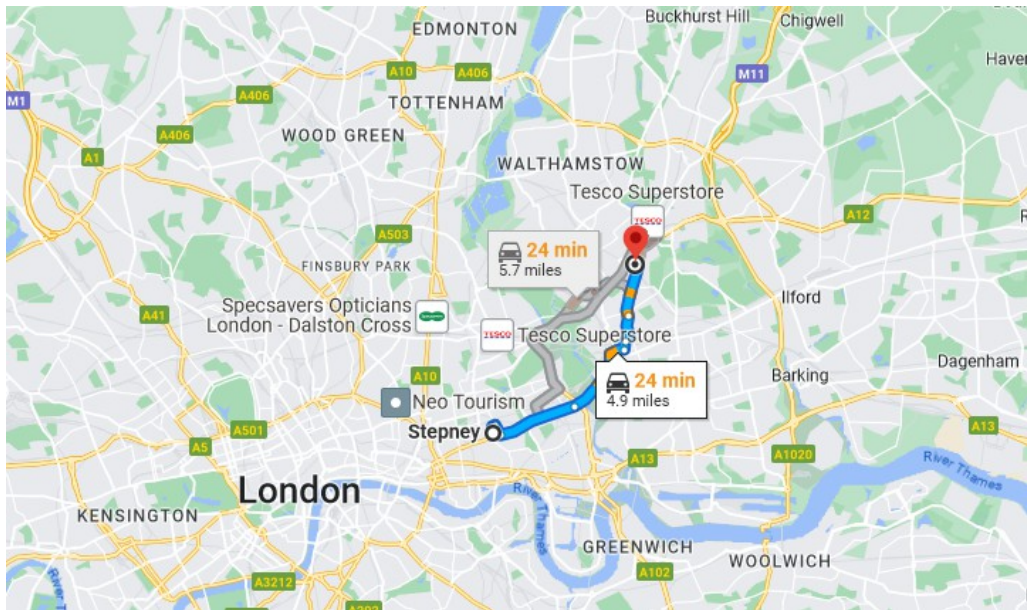 Buckhurst Hill
Chigwell
EDMONTON
M11
A10
A406
M1
A406
TOTTENHAM
A406
WOOD GREEN
A1
WALTHAMSTOW
Tesco Superstore
TESCO
A12
A503
24 min
5.7 miles
FINSBURY PARK
Ilford
Specsavers Opticians
London - Dalston Cross
A41
TESCO
Tesco Superstore
Dagenham
A10
24 min
4.9 miles
Barking
Neo Tourism
Stepney
A501
A5
A13
A13
A1020
River Thames
London
River Thames
KENSINGTON
GREENWICH
A102
WOOLWICH
A3212